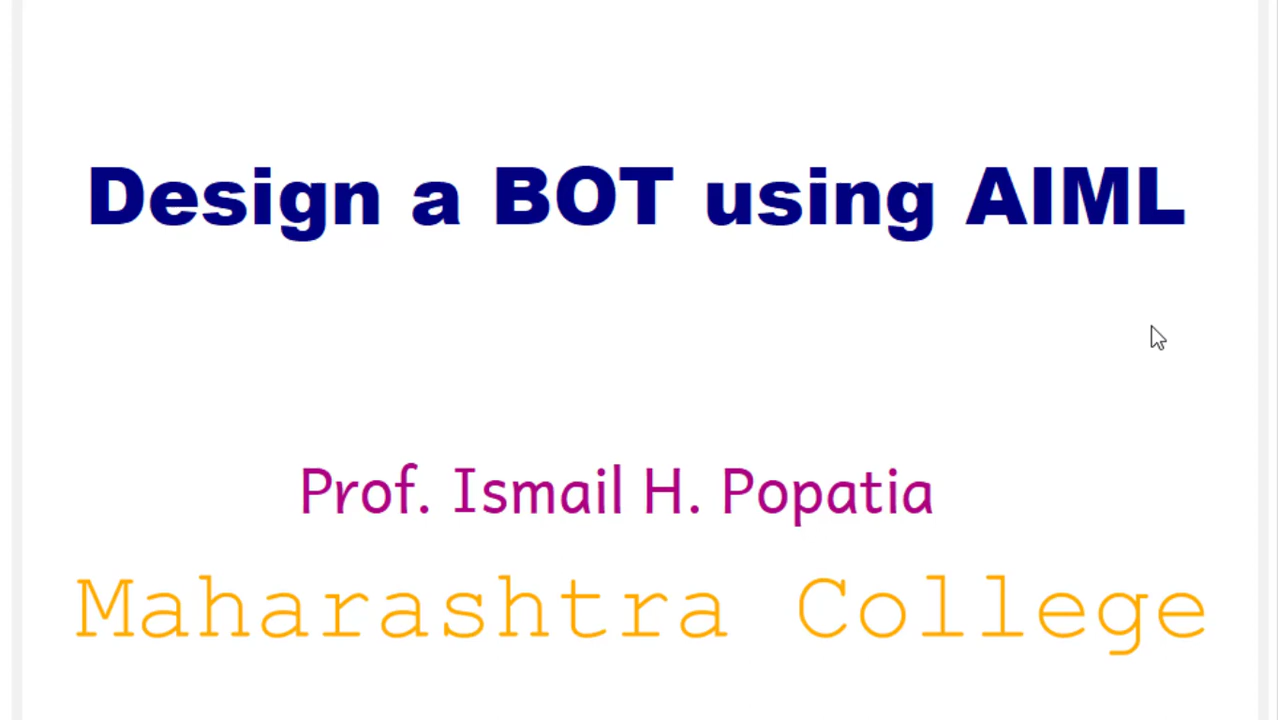 Design a BOT using AIML
Prof. Ismail H. Popatia
Maharashtra College